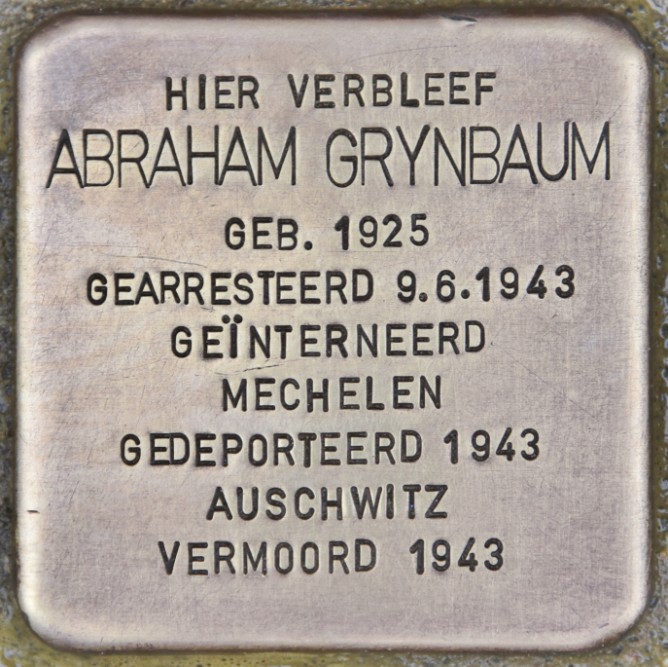 HIER VERBLEEF
ABRAHAM GRYNBAUM
GEB. 1925
GEARRESTEERD 9.6.1943
GEÏNTERNEERD
MECHELEN
GEDEPORTEERD 1943
AUSCHWITZ
VERMOORD 1943